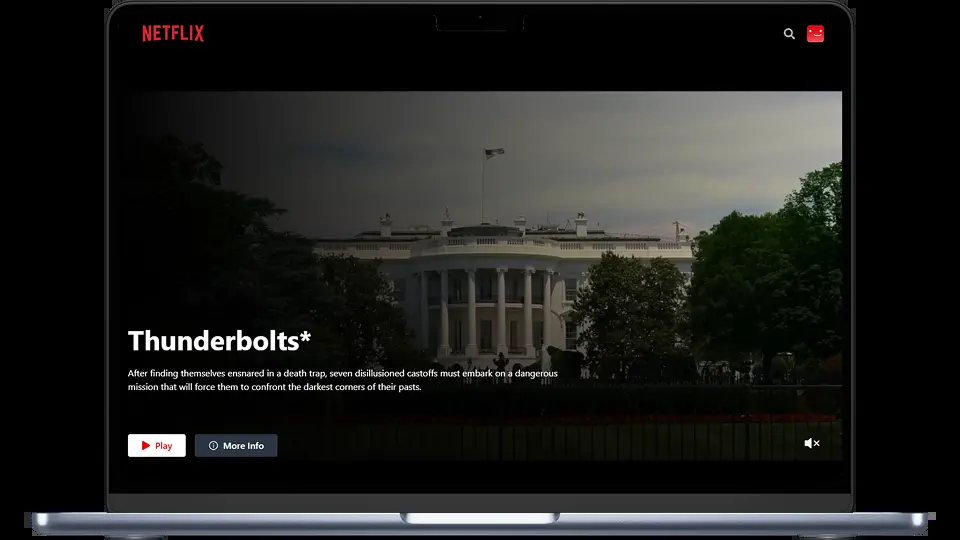 NETFLIX
Thunderbolts*
After finding themselves ensnared in a death trap, seven disillusioned castoffs must embark on a dangerous
mission that will force them to confront the darkest corners of their pasts.
Play
More Info